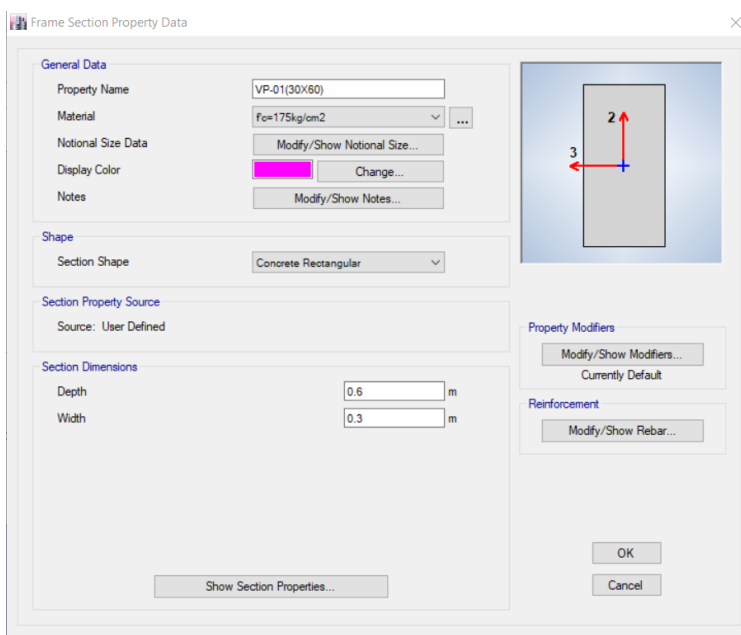 Frame Section Property Data
General Data
Property Name VP-01(30X60)
Material f'c=175kg/cm2 ...
Notional Size Data Modify/Show Notional Size...
Display Color Change...
Notes Modify/Show Notes...
Shape
Section Shape Concrete Rectangular
Section Property Source
Source: User Defined
Section Dimensions
Depth 0.6 m
Width 0.3 m
Show Section Properties...
2
3
Property Modifiers
Modify/Show Modifiers...
Currently Default
Reinforcement
Modify/Show Rebar...
OK
Cancel